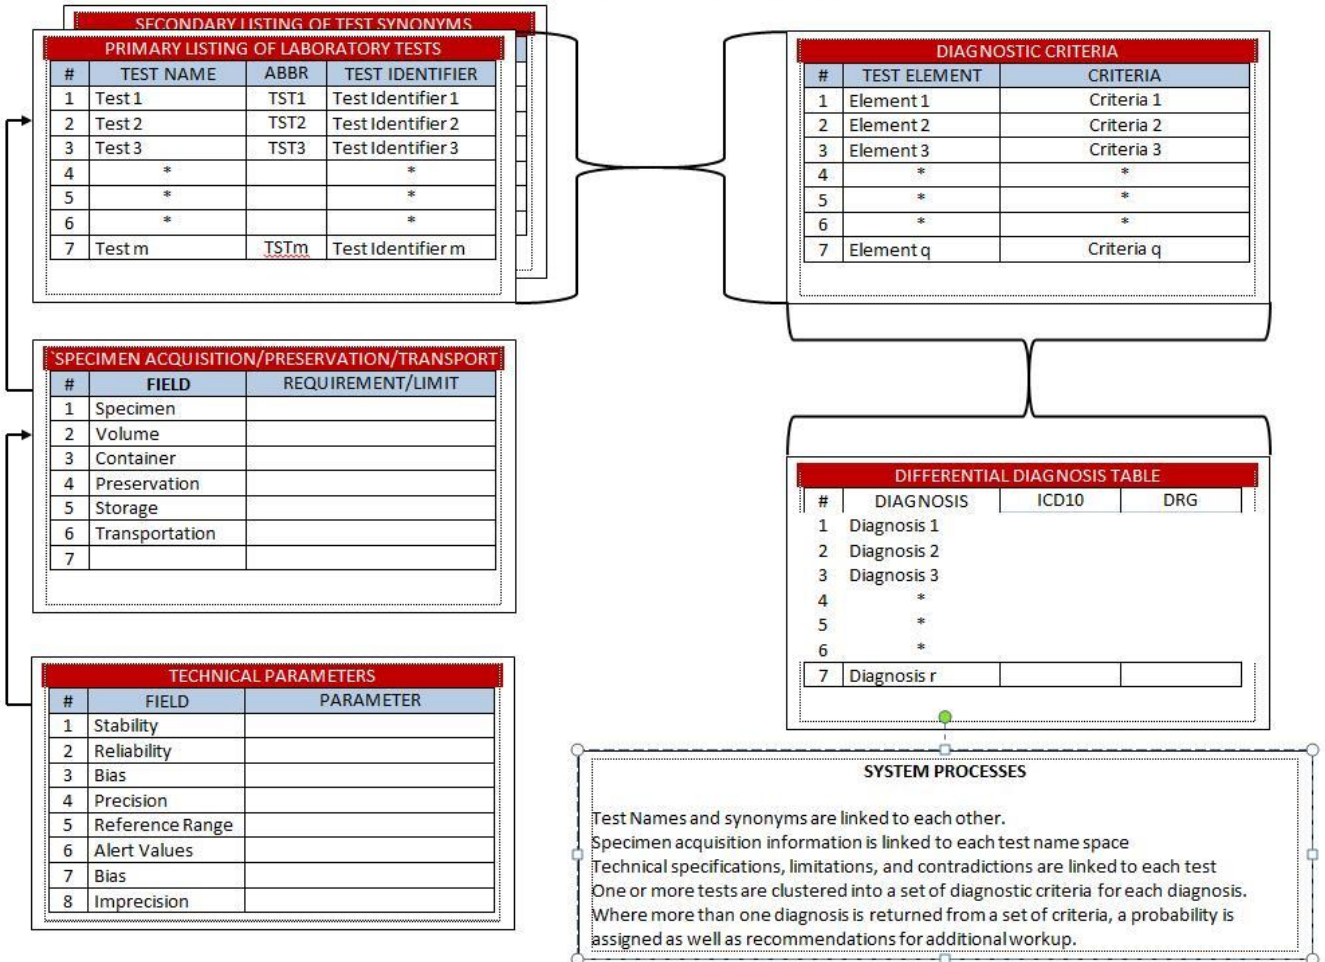 SECONDARY LISTING OF TEST SYNONYMS
PRIMARY LISTING OF LABORATORY TESTS
# TEST NAME ABBR TEST IDENTIFIER
1 Test 1 TST1 Test Identifier 1
2 Test 2 TST2 Test Identifier 2
3 Test 3 TST3 Test Identifier 3
4 * *
5 * *
6 * *
7 Test m TSTm Test Identifier m
DIAGNOSTIC CRITERIA
# TEST ELEMENT CRITERIA
1 Element 1 Criteria 1
2 Element 2 Criteria 2
3 Element 3 Criteria 3
4 * *
5 * *
6 * *
7 Element q Criteria q
`SPECIMEN ACQUISITION/PRESERVATION/TRANSPORT
# FIELD REQUIREMENT/LIMIT
1 Specimen
2 Volume
3 Container
4 Preservation
5 Storage
6 Transportation
7
DIFFERENTIAL DIAGNOSIS TABLE
# DIAGNOSIS ICD10 DRG
1 Diagnosis 1
2 Diagnosis 2
3 Diagnosis 3
4 *
5 *
6 *
7 Diagnosis r
TECHNICAL PARAMETERS
# FIELD PARAMETER
1 Stability
2 Reliability
3 Bias
4 Precision
5 Reference Range
6 Alert Values
7 Bias
8 Imprecision
SYSTEM PROCESSES
Test Names and synonyms are linked to each other.
Specimen acquisition information is linked to each test name space
Technical specifications, limitations, and contradictions are linked to each test
One or more tests are clustered into a set of diagnostic criteria for each diagnosis.
Where more than one diagnosis is returned from a set of criteria, a probability is
assigned as well as recommendations for additional workup.